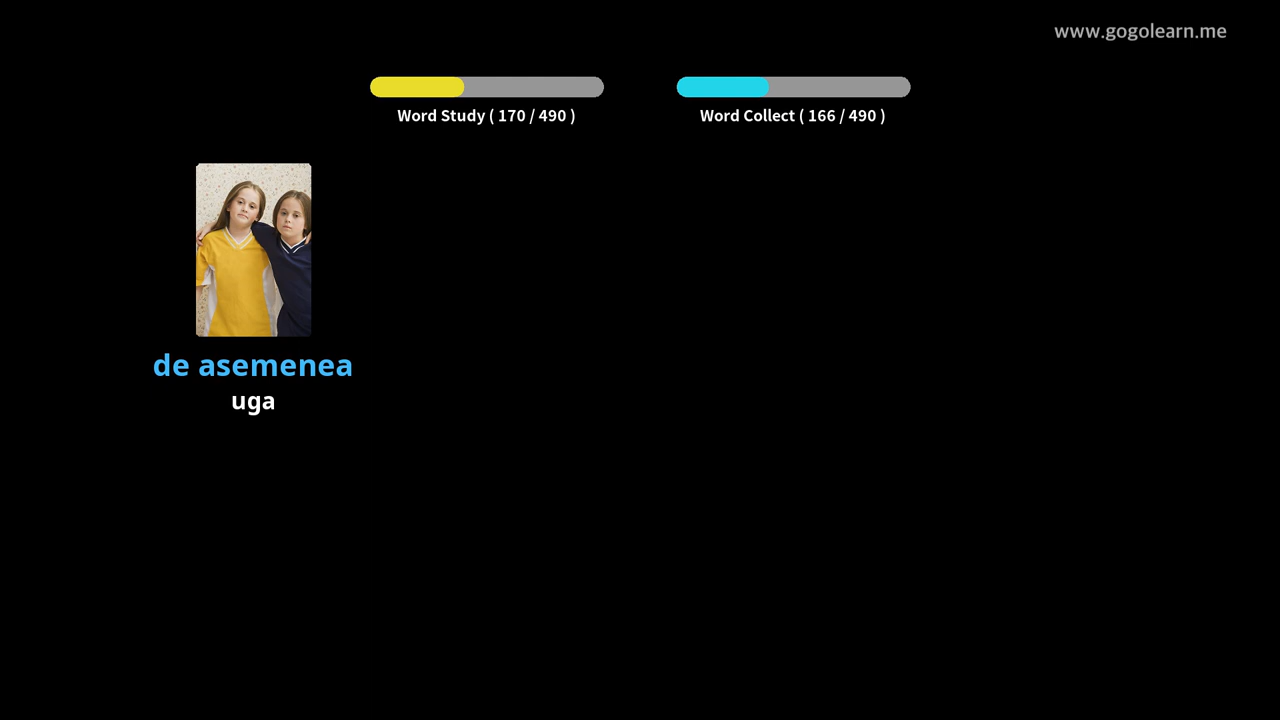 www.gogolearn.me
Word Study ( 170 / 490 )
Word Collect ( 166 / 490 )
de asemenea
uga